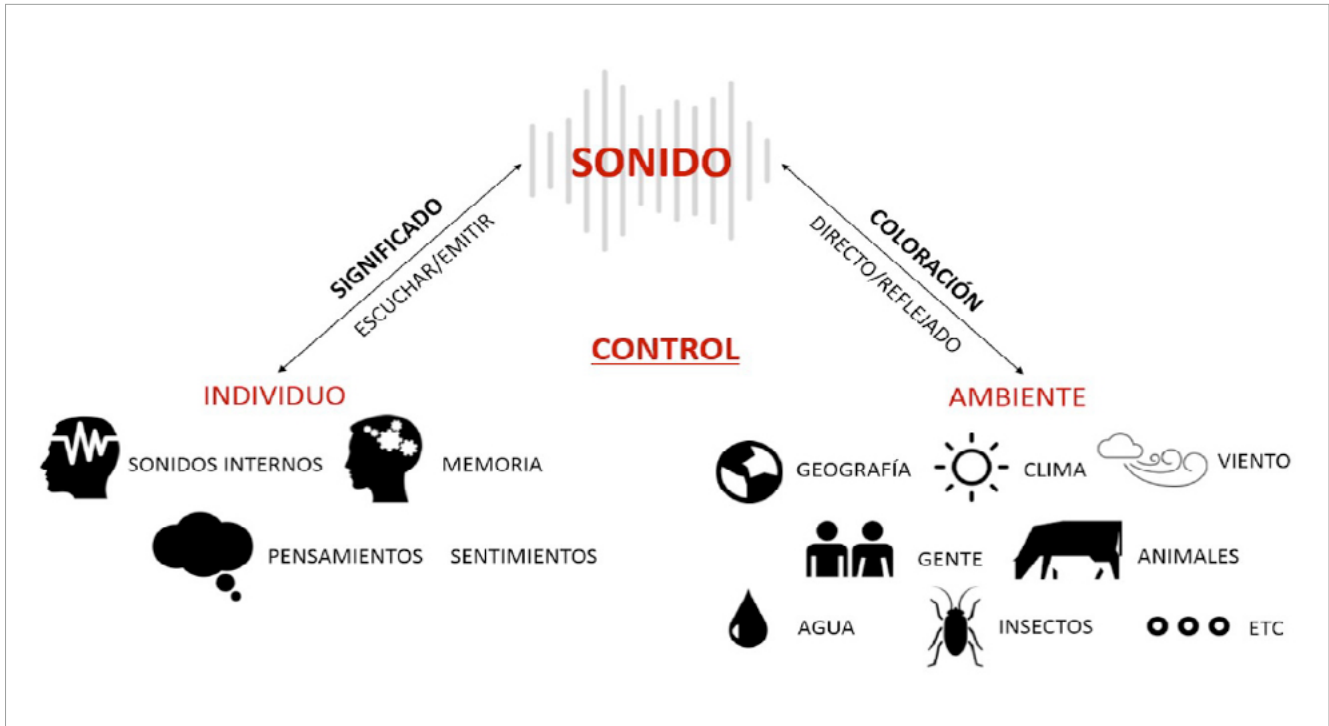 SONIDO
SIGNIFICADO
ESCUCHAR/EMITIR
COLORACIÓN
DIRECTO/REFLEJADO
CONTROL
INDIVIDUO
SONIDOS INTERNOS
MEMORIA
PENSAMIENTOS
SENTIMIENTOS
AMBIENTE
GEOGRAFÍA
CLIMA
VIENTO
GENTE
ANIMALES
AGUA
INSECTOS
ETC